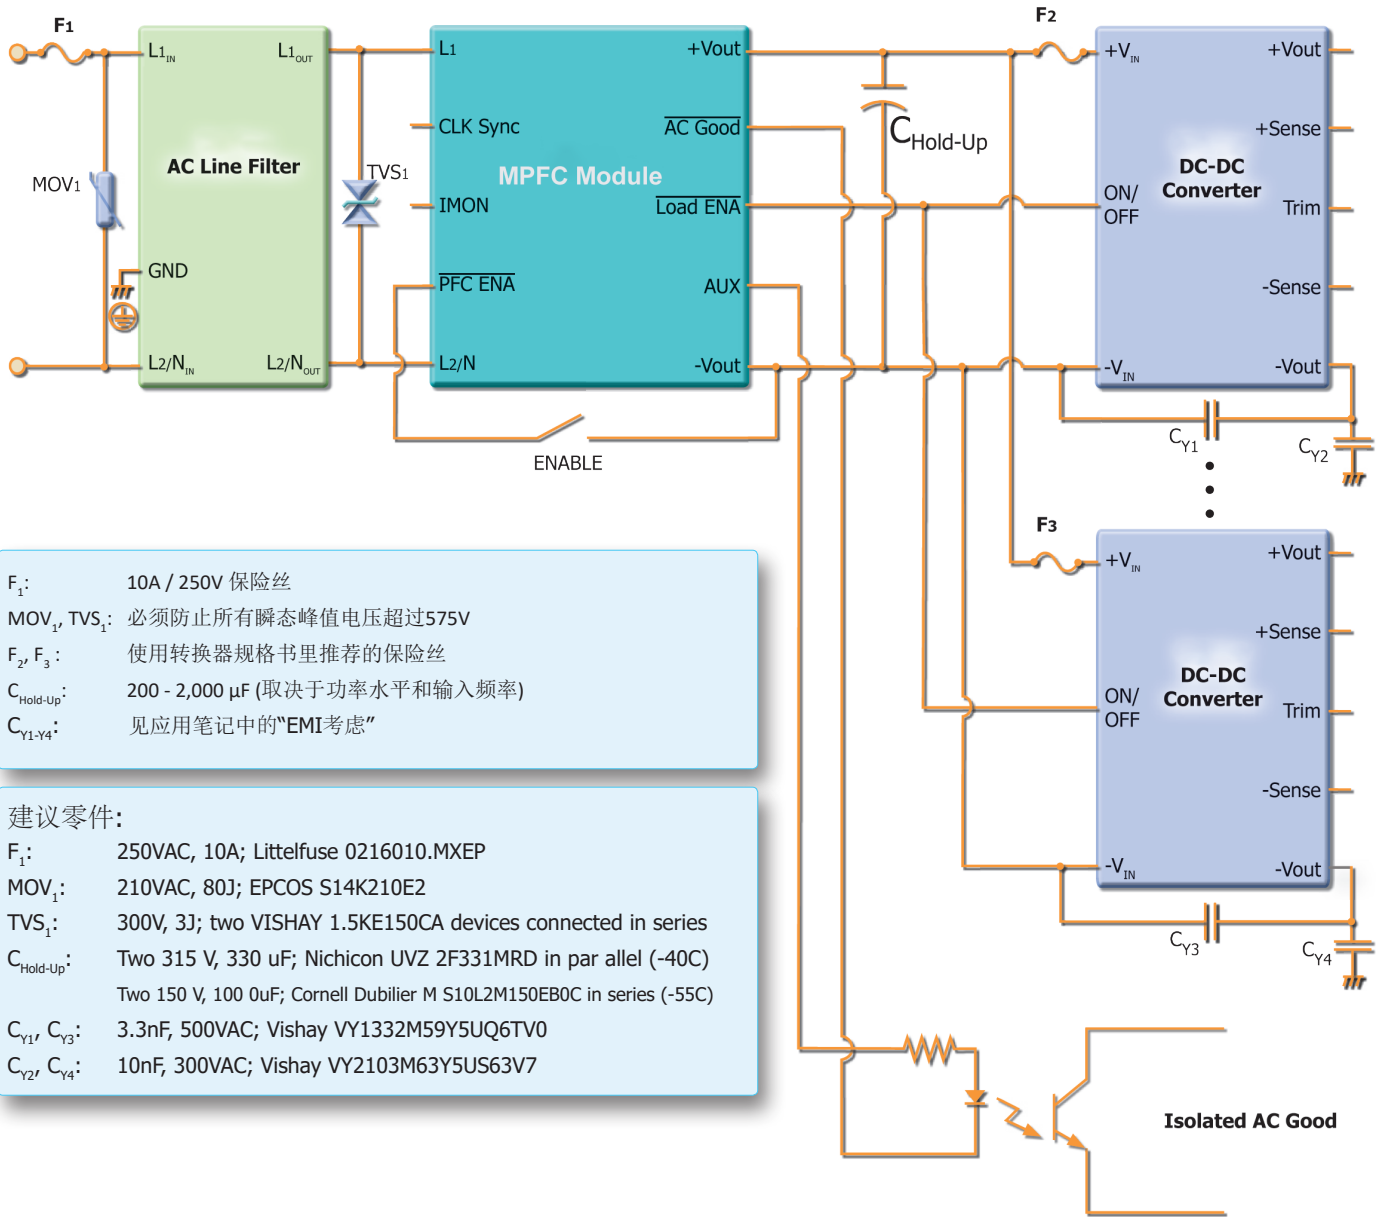 F1
L1IN
L1OUT
AC Line Filter
GND
L2/NIN
L2/NOUT
MOV1
TVS1
L1
+Vout
CLK Sync
AC Good
MPFC Module
IMON
Load ENA
PFC ENA
AUX
L2/N
-Vout
ENABLE
CHold-Up
F2
+VIN
+Vout
+Sense
DC-DC
Converter
ON/
OFF
Trim
-Sense
-VIN
-Vout
CY1
CY2
F3
+VIN
+Vout
+Sense
DC-DC
Converter
ON/
OFF
Trim
-Sense
-VIN
-Vout
CY3
CY4
Isolated AC Good
F1: 10A / 250V 保险丝
MOV1, TVS1: 必须防止所有瞬态峰值电压超过575V
F2, F3 : 使用转换器规格书里推荐的保险丝
CHold-Up: 200 - 2,000 µF (取决于功率水平和输入频率)
CY1-Y4: 见应用笔记中的“EMI考虑”
建议零件:
F1: 250VAC, 10A; Littelfuse 0216010.MXEP
MOV1: 210VAC, 80J; EPCOS S14K210E2
TVS1: 300V, 3J; two VISHAY 1.5KE150CA devices connected in series
CHold-Up: Two 315 V, 330 uF; Nichicon UVZ 2F331MRD in par allel (-40C)
Two 150 V, 100 0uF; Cornell Dubilier M S10L2M150EB0C in series (-55C)
CY1, CY3: 3.3nF, 500VAC; Vishay VY1332M59Y5UQ6TV0
CY2, CY4: 10nF, 300VAC; Vishay VY2103M63Y5US63V7